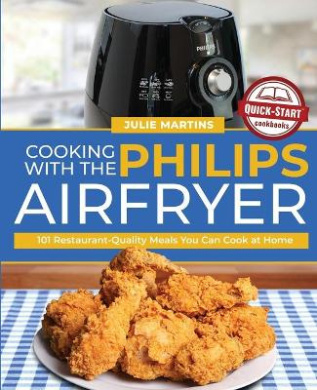 PHILIPS
QUICK-START
cookbooks
JULIE MARTINS
COOKING
WITH THE
PHILIPS
AIRFRYER
101 Restaurant-Quality Meals You Can Cook at Home